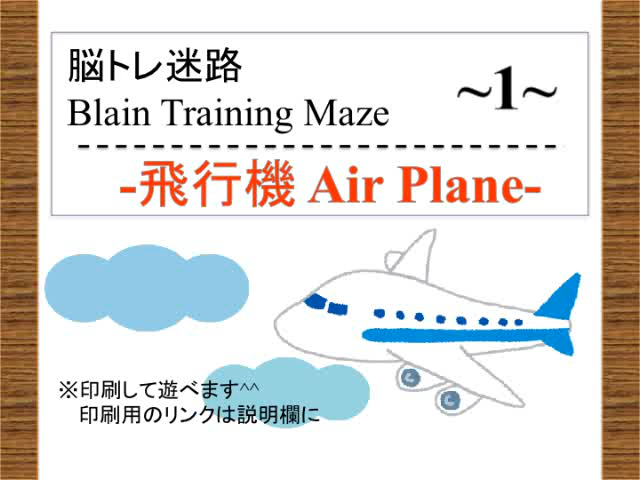 脳トレ迷路
Blain Training Maze
~1~
-飛行機 Air Plane-
※印刷して遊べます^^
印刷用のリンクは説明欄に